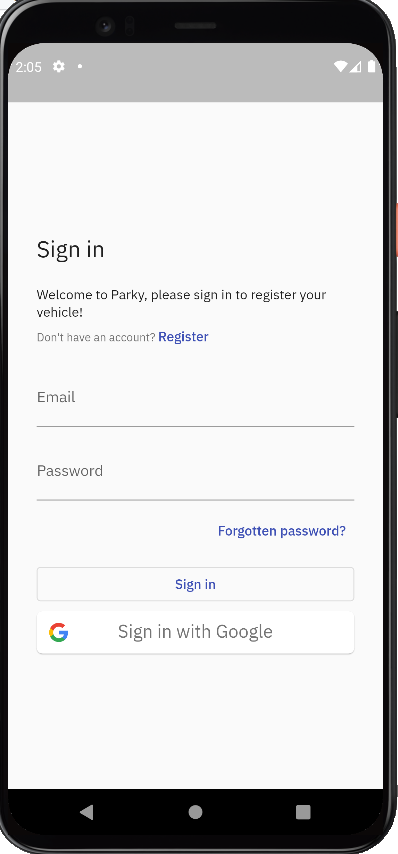 2:05
Sign in
Welcome to Parky, please sign in to register your
vehicle!
Don't have an account? Register
Email
Password
Forgotten password?
Sign in
Sign in with Google